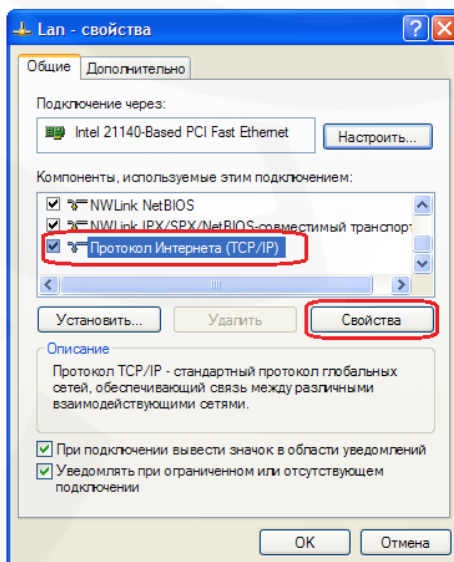 Lan - свойства
Общие Дополнительно
Подключение через:
Intel 21140-Based PCI Fast Ethernet Настроить...
Компоненты, используемые этим подключением:
NWLink NetBIOS
NWLink IPX/SPX/NetBIOS-совместимый транспорт
Протокол Интернета (TCP/IP)
Установить... Удалить Свойства
Описание
Протокол TCP/IP - стандартный протокол глобальных
сетей, обеспечивающий связь между различными
взаимодействующими сетями.
При подключении вывести значок в области уведомлений
Уведомлять при ограниченном или отсутствующем
подключении
OK Отмена